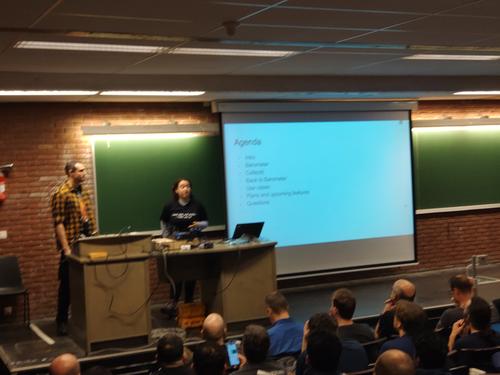 Agenda
- Intro
- Barometer
- Collectd
- Back to Barometer
- Use cases
- Plans and upcoming features
- Questions